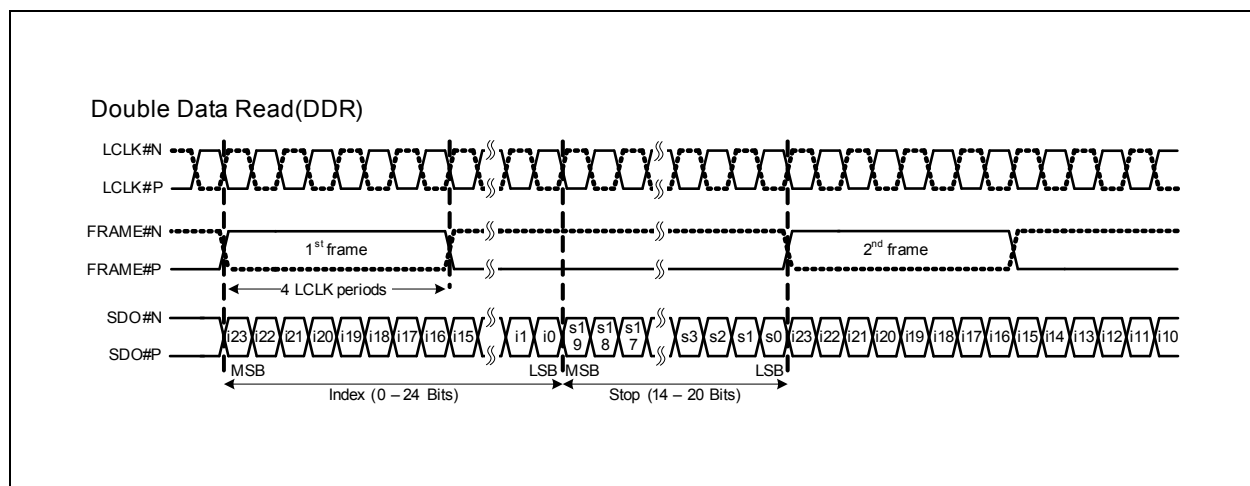 Double Data Read(DDR)
LCLK#N
LCLK#P
FRAME#N
1st frame
2nd frame
FRAME#P
4 LCLK periods
SDO#N
i23 i22 i21 i20 i19 i18 i17 i16 i15 i1 i0 s19 s18 s17 s3 s2 s1 s0 i23 i22 i21 i20 i19 i18 i17 i16 i15 i14 i13 i12 i11 i10
SDO#P
MSB LSB MSB LSB
Index (0 – 24 Bits) Stop (14 – 20 Bits)